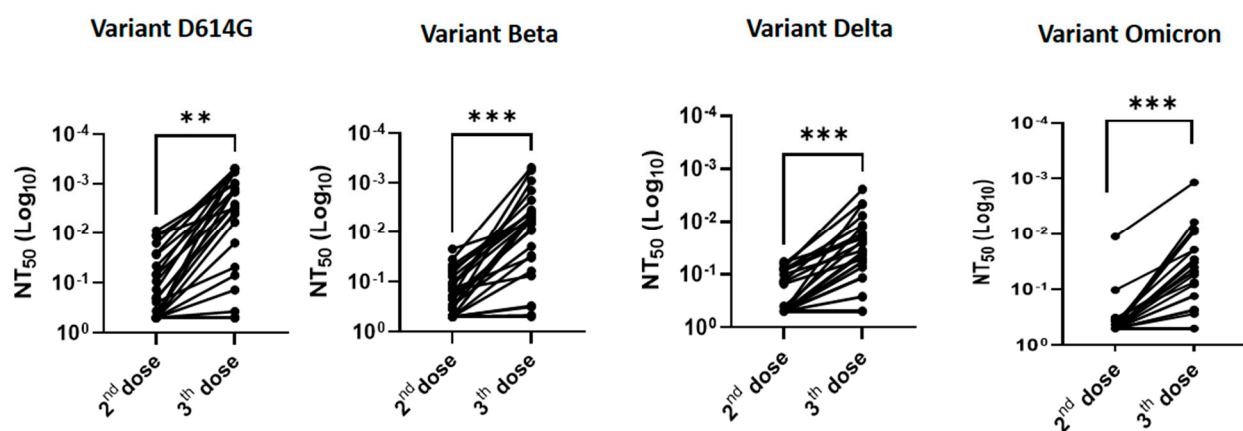 Variant D614G
Variant Beta
Variant Delta
Variant Omicron
**
***
***
***
NT50 (Log10)
10-4
10-3
10-2
10-1
100
2nd dose
3th dose
NT50 (Log10)
10-4
10-3
10-2
10-1
100
2nd dose
3th dose
NT50 (Log10)
10-4
10-3
10-2
10-1
100
2nd dose
3th dose
NT50 (Log10)
10-4
10-3
10-2
10-1
100
2nd dose
3th dose